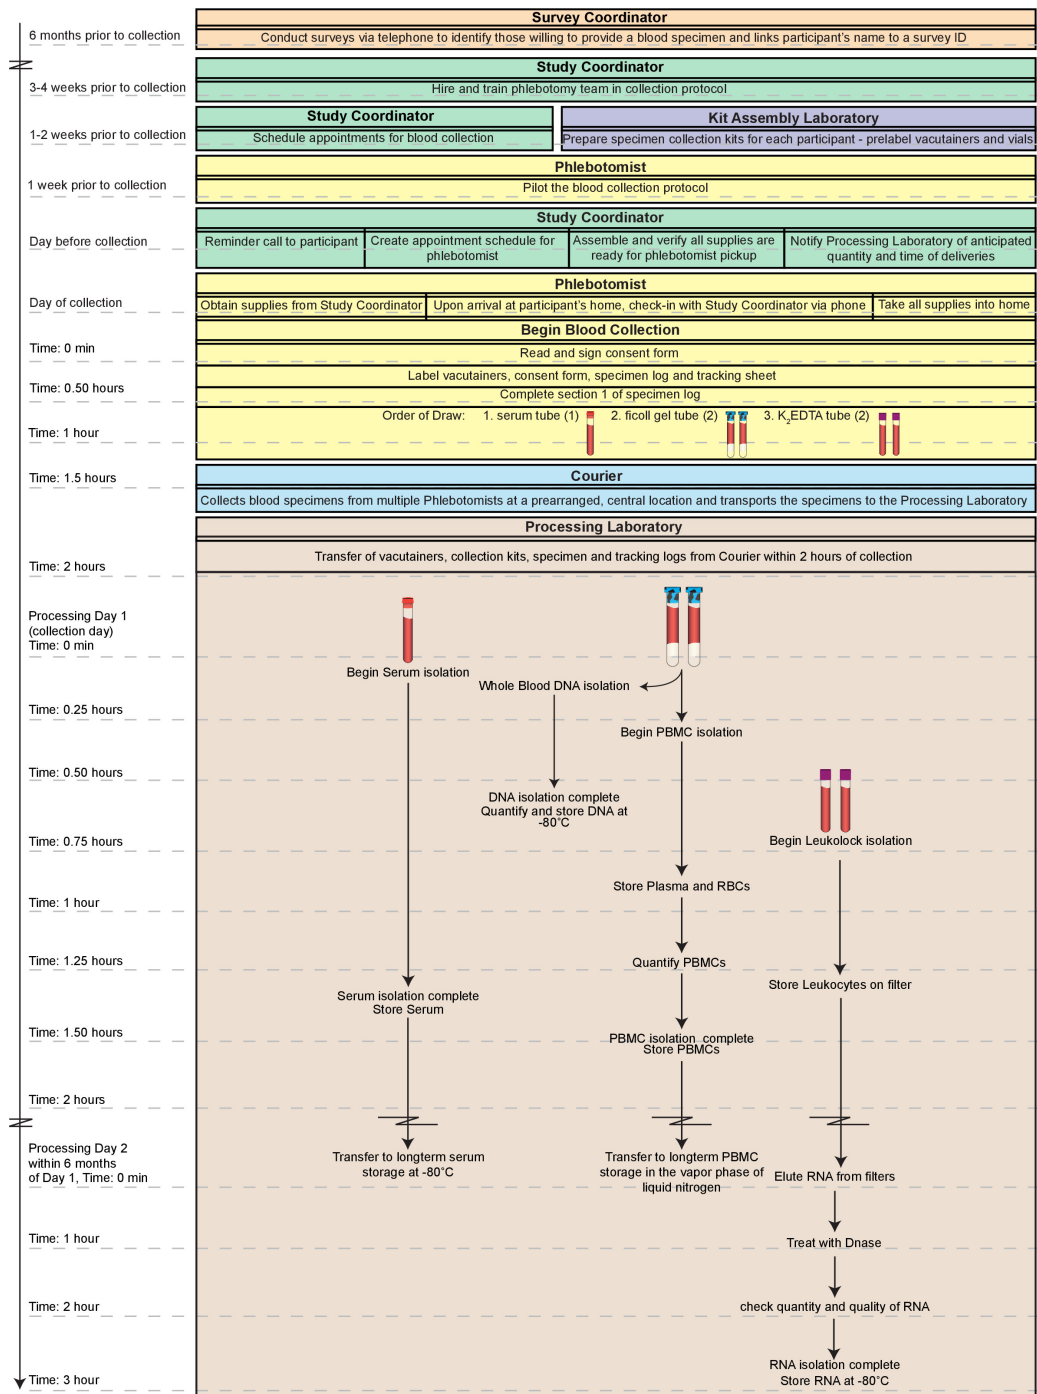 Survey Coordinator
6 months prior to collection
Conduct surveys via telephone to identify those willing to provide a blood specimen and links participant's name to a survey ID
Study Coordinator
3-4 weeks prior to collection
Hire and train phlebotomy team in collection protocol
Study Coordinator
Kit Assembly Laboratory
1-2 weeks prior to collection
Schedule appointments for blood collection
Prepare specimen collection kits for each participant - prelabel vacutainers and vials
Phlebotomist
1 week prior to collection
Pilot the blood collection protocol
Study Coordinator
Day before collection
Reminder call to participant
Create appointment schedule for
phlebotomist
Assemble and verify all supplies are
ready for phlebotomist pickup
Notify Processing Laboratory of anticipated
quantity and time of deliveries
Phlebotomist
Day of collection
Obtain supplies from Study Coordinator
Upon arrival at participant's home, check-in with Study Coordinator via phone
Take all supplies into home
Begin Blood Collection
Time: 0 min
Read and sign consent form
Label vacutainers, consent form, specimen log and tracking sheet
Time: 0.50 hours
Complete section 1 of specimen log
Order of Draw: 1. serum tube (1) 2. ficoll gel tube (2) 3. K2EDTA tube (2)
Time: 1 hour
Courier
Time: 1.5 hours
Collects blood specimens from multiple Phlebotomists at a prearranged, central location and transports the specimens to the Processing Laboratory
Processing Laboratory
Transfer of vacutainers, collection kits, specimen and tracking logs from Courier within 2 hours of collection
Time: 2 hours
Processing Day 1
(collection day)
Time: 0 min
Begin Serum isolation
Whole Blood DNA isolation
Time: 0.25 hours
Begin PBMC isolation
Time: 0.50 hours
DNA isolation complete
Quantify and store DNA at
-80°C
Time: 0.75 hours
Begin Leukolock isolation
Store Plasma and RBCs
Time: 1 hour
Time: 1.25 hours
Quantify PBMCs
Store Leukocytes on filter
Serum isolation complete
Store Serum
Time: 1.50 hours
PBMC isolation complete
Store PBMCs
Time: 2 hours
Processing Day 2
within 6 months
of Day 1, Time: 0 min
Transfer to longterm serum
storage at -80°C
Transfer to longterm PBMC
storage in the vapor phase of
liquid nitrogen
Elute RNA from filters
Time: 1 hour
Treat with Dnase
Time: 2 hour
check quantity and quality of RNA
RNA isolation complete
Store RNA at -80°C
Time: 3 hour